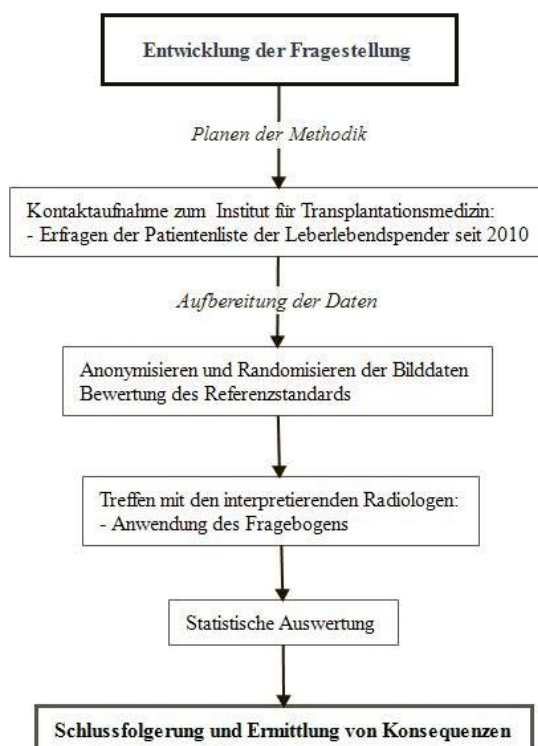 Entwicklung der Fragestellung
Planen der Methodik
Kontaktaufnahme zum Institut für Transplantationsmedizin:
- Erfragen der Patientenliste der Leberlebendspender seit 2010
Aufbereitung der Daten
Anonymisieren und Randomisieren der Bilddaten
Bewertung des Referenzstandards
Treffen mit den interpretierenden Radiologen:
- Anwendung des Fragebogens
Statistische Auswertung
Schlussfolgerung und Ermittlung von Konsequenzen